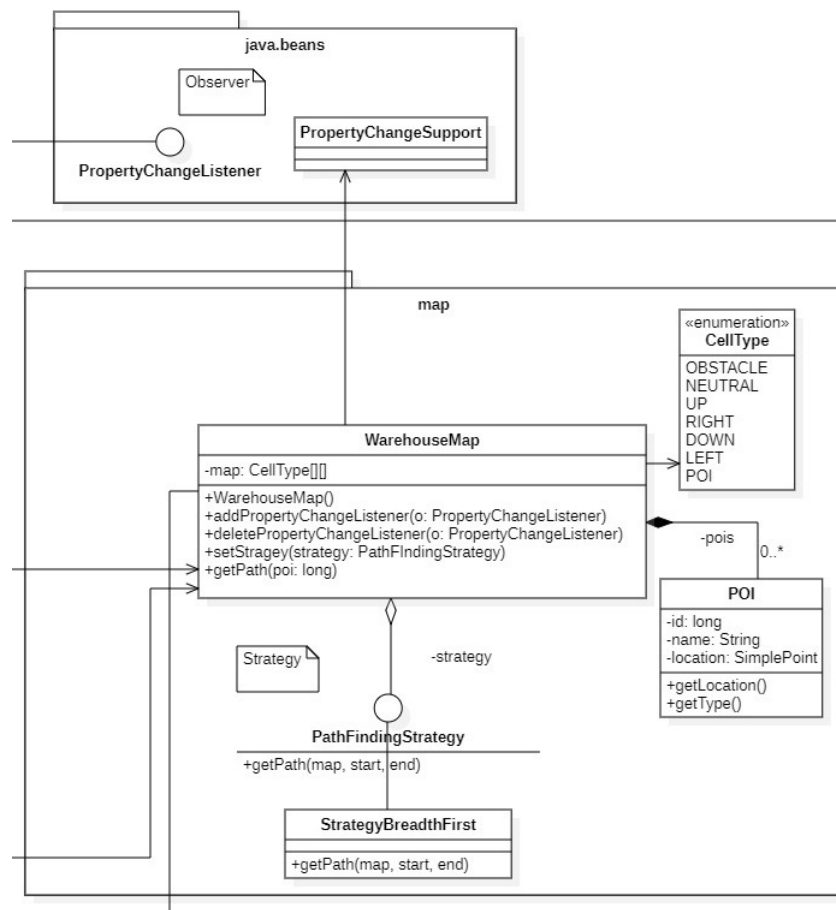 java.beans
Observer
PropertyChangeSupport
PropertyChangeListener
map
«enumeration»
CellType
OBSTACLE
NEUTRAL
UP
RIGHT
DOWN
LEFT
POI
WarehouseMap
-map: CellType[][]
+WarehouseMap()
+addPropertyChangeListener(o: PropertyChangeListener)
+deletePropertyChangeListener(o: PropertyChangeListener)
+setStragey(strategy: PathFIndingStrategy)
+getPath(poi: long)
-pois
0..*
POI
-id: long
-name: String
-location: SimplePoint
+getLocation()
+getType()
Strategy
-strategy
PathFindingStrategy
+getPath(map, start, end)
StrategyBreadthFirst
+getPath(map, start, end)